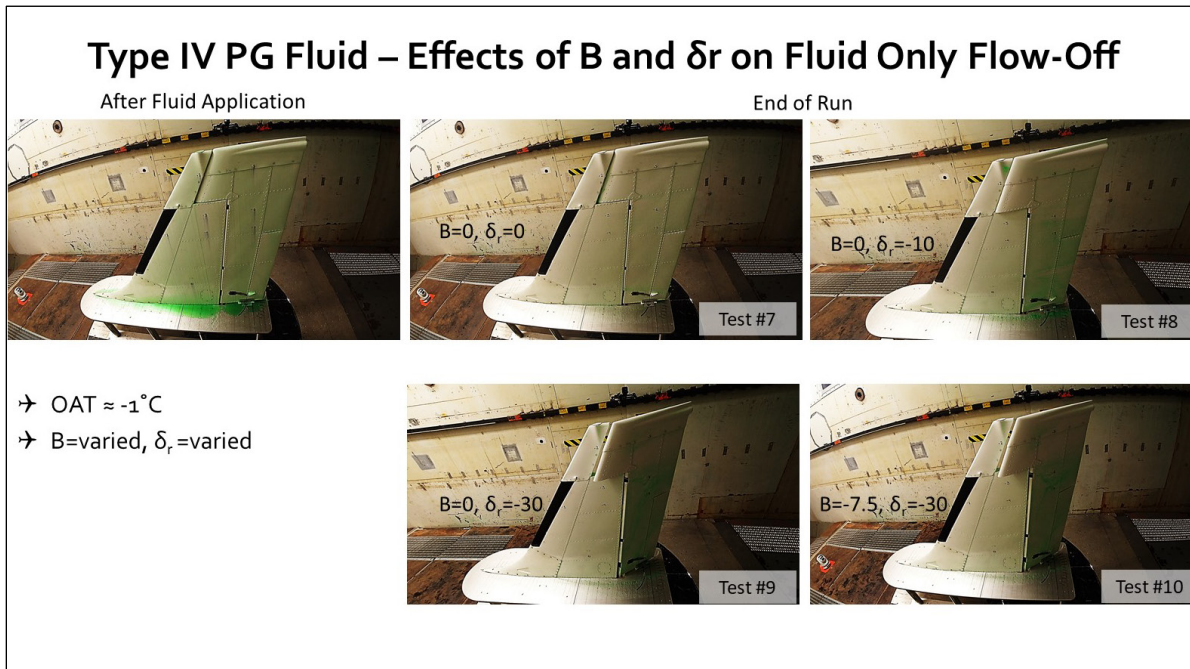 Type IV PG Fluid – Effects of B and δr on Fluid Only Flow-Off
After Fluid Application
End of Run
B=0, δr=0
Test #7
B=0, δr=-10
Test #8
✈ OAT ≈ -1°C
✈ B=varied, δr =varied
B=0, δr=-30
Test #9
B=-7.5, δr=-30
Test #10